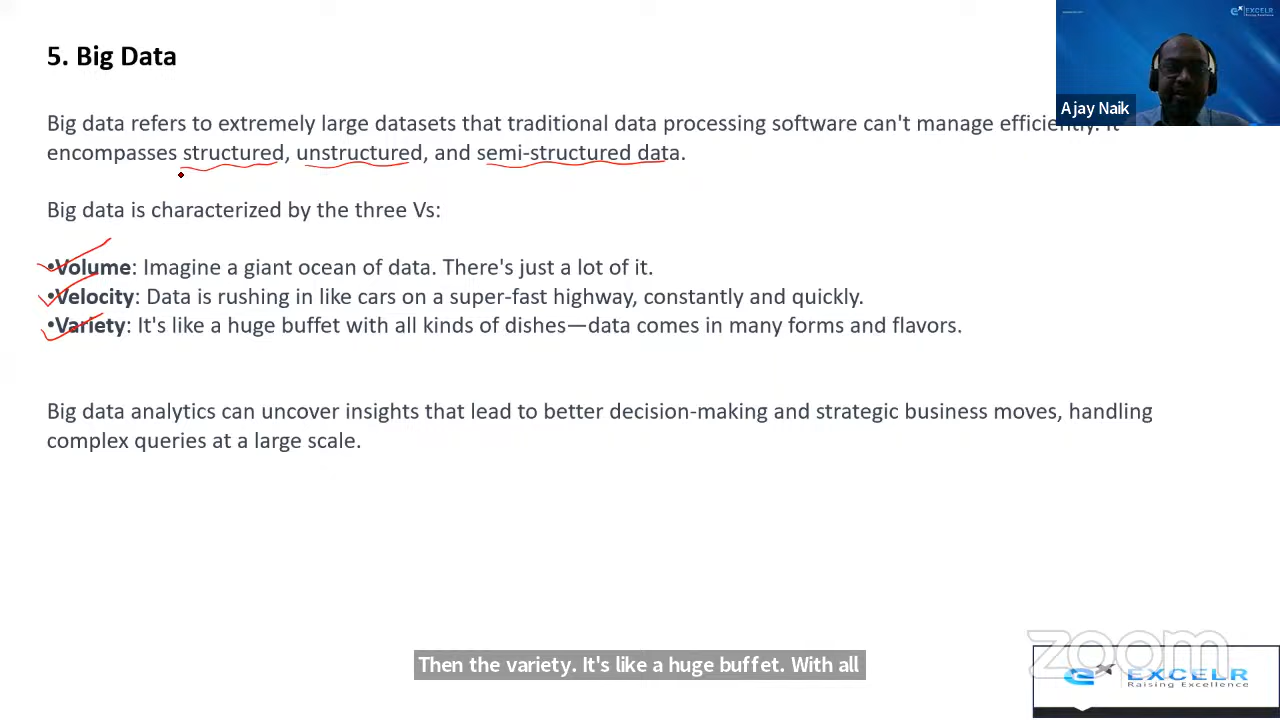 5. Big Data
EXCELR
Raising Excellence
Ajay Naik
Big data refers to extremely large datasets that traditional data processing software can't manage efficiently. It
encompasses structured, unstructured, and semi-structured data.
Big data is characterized by the three Vs:
•Volume: Imagine a giant ocean of data. There's just a lot of it.
•Velocity: Data is rushing in like cars on a super-fast highway, constantly and quickly.
•Variety: It's like a huge buffet with all kinds of dishes—data comes in many forms and flavors.
Big data analytics can uncover insights that lead to better decision-making and strategic business moves, handling
complex queries at a large scale.
Then the variety. It's like a huge buffet. With all
zoom
EXCELR
Raising Excellence